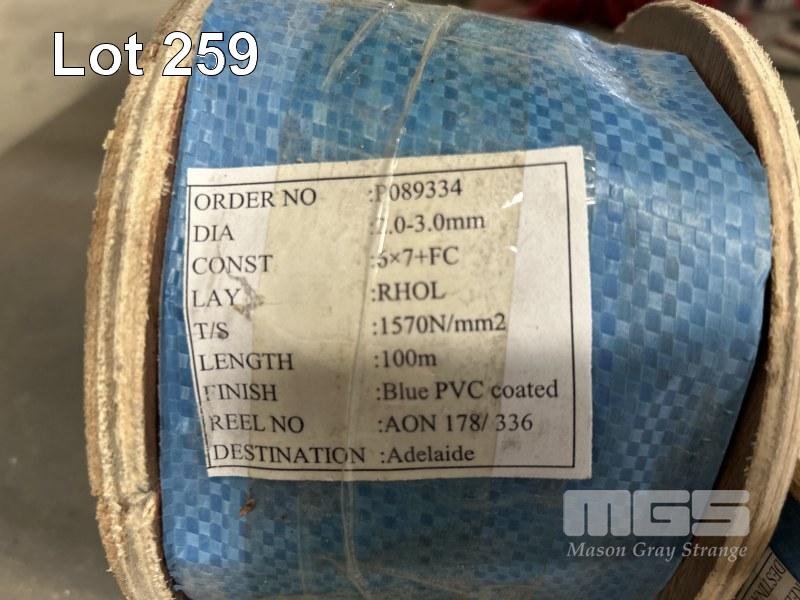 Lot 259
ORDER NO :P089334
DIA :2.0-3.0mm
CONST :6×7+FC
LAY :RHOL
T/S :1570N/mm2
LENGTH :100m
FINISH :Blue PVC coated
REEL NO :AON 178/ 336
DESTINATION :Adelaide
MGS
Mason Gray Strange